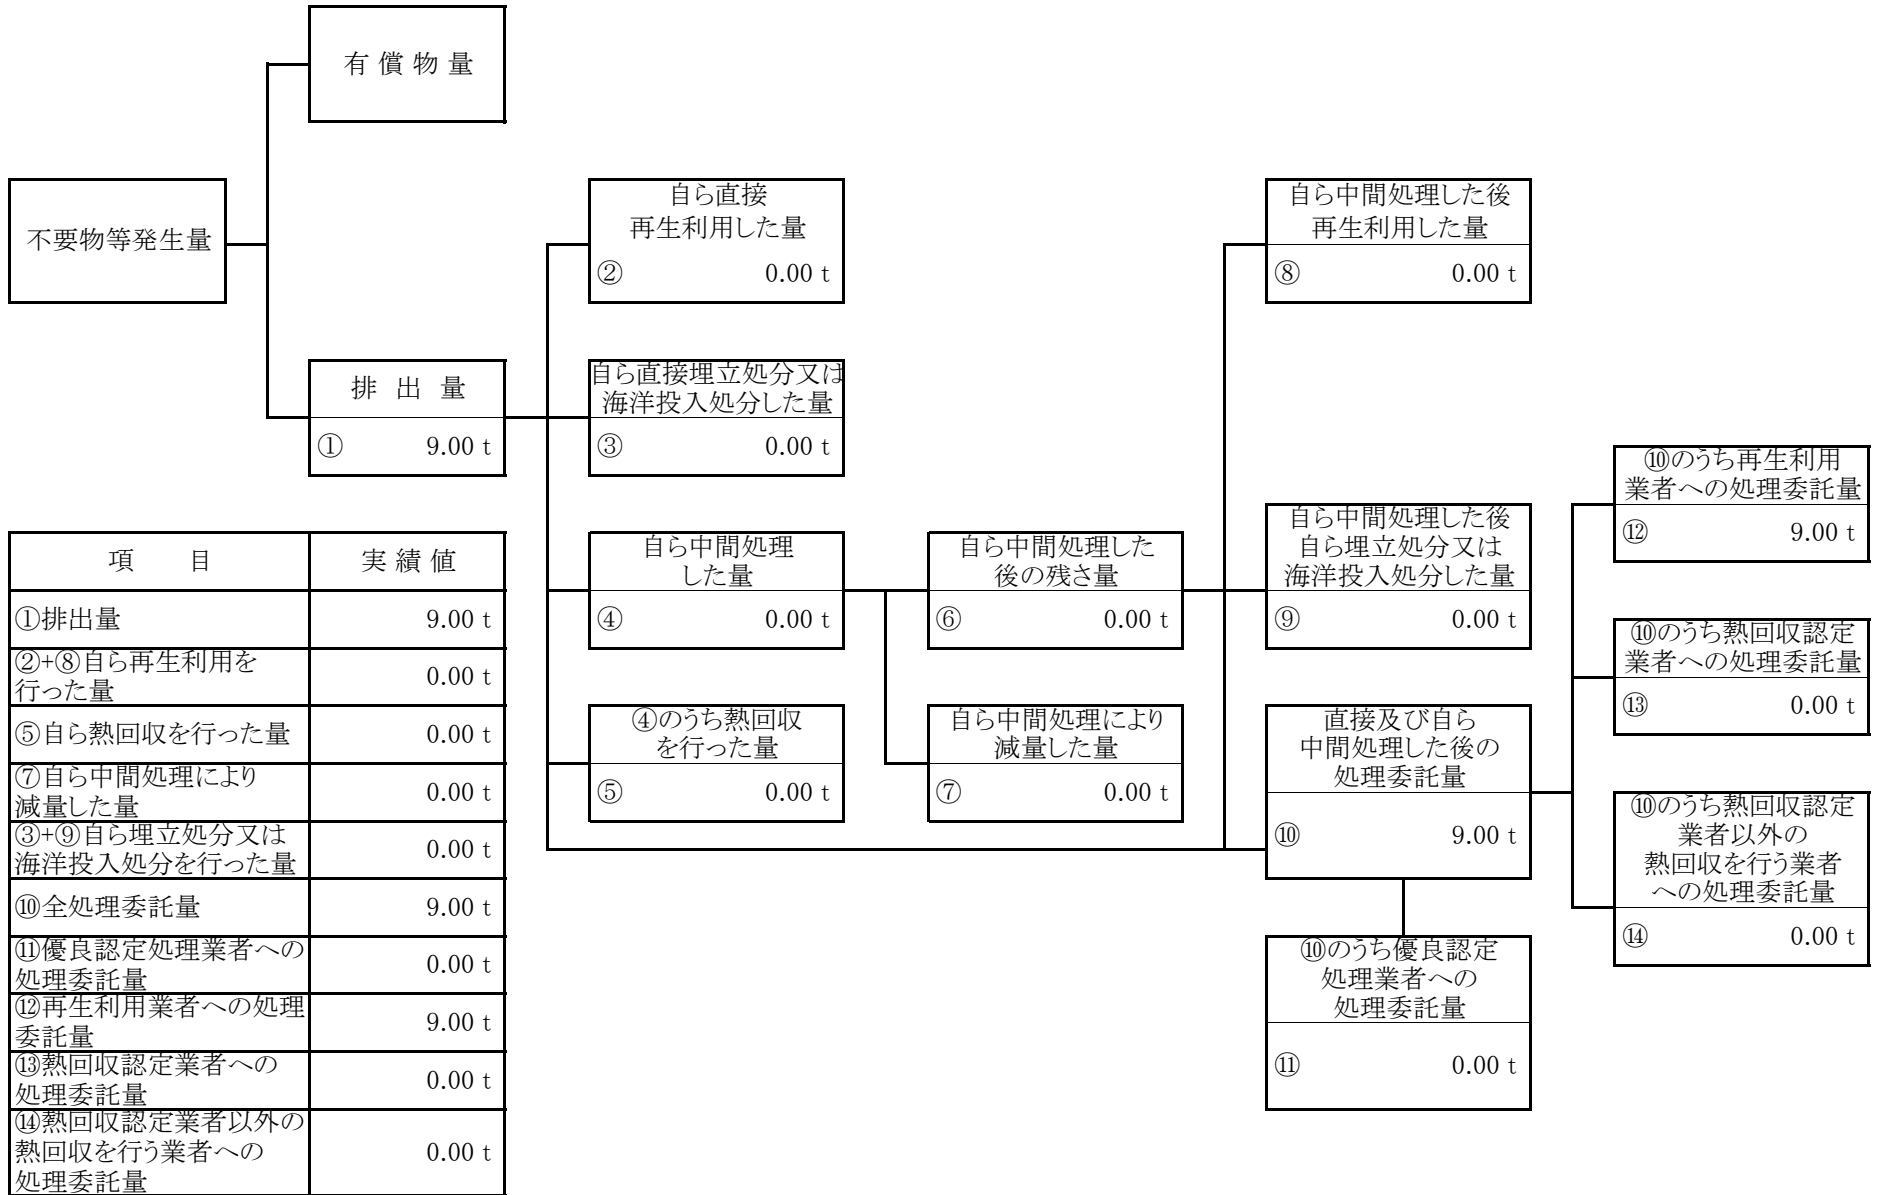 有 償 物 量
不要物等発生量
自ら直接
再生利用した量
② 0.00 t
自ら中間処理した後
再生利用した量
⑧ 0.00 t
排 出 量
① 9.00 t
自ら直接埋立処分又は
海洋投入処分した量
③ 0.00 t
⑩のうち再生利用
業者への処理委託量
⑫ 9.00 t
自ら中間処理
した量
④ 0.00 t
自ら中間処理した
後の残さ量
⑥ 0.00 t
自ら中間処理した後
自ら埋立処分又は
海洋投入処分した量
⑨ 0.00 t
⑩のうち熱回収認定
業者への処理委託量
⑬ 0.00 t
④のうち熱回収
を行った量
⑤ 0.00 t
自ら中間処理により
減量した量
⑦ 0.00 t
直接及び自ら
中間処理した後の
処理委託量
⑩ 9.00 t
⑩のうち熱回収認定
業者以外の
熱回収を行う業者
への処理委託量
⑭ 0.00 t
⑩のうち優良認定
処理業者への
処理委託量
⑪ 0.00 t
項 目 実 績 値
①排出量 9.00 t
②+⑧自ら再生利用を
行った量 0.00 t
⑤自ら熱回収を行った量 0.00 t
⑦自ら中間処理により
減量した量 0.00 t
③+⑨自ら埋立処分又は
海洋投入処分を行った量 0.00 t
⑩全処理委託量 9.00 t
⑪優良認定処理業者への
処理委託量 0.00 t
⑫再生利用業者への処理
委託量 9.00 t
⑬熱回収認定業者への
処理委託量 0.00 t
⑭熱回収認定業者以外の
熱回収を行う業者への 0.00 t
処理委託量